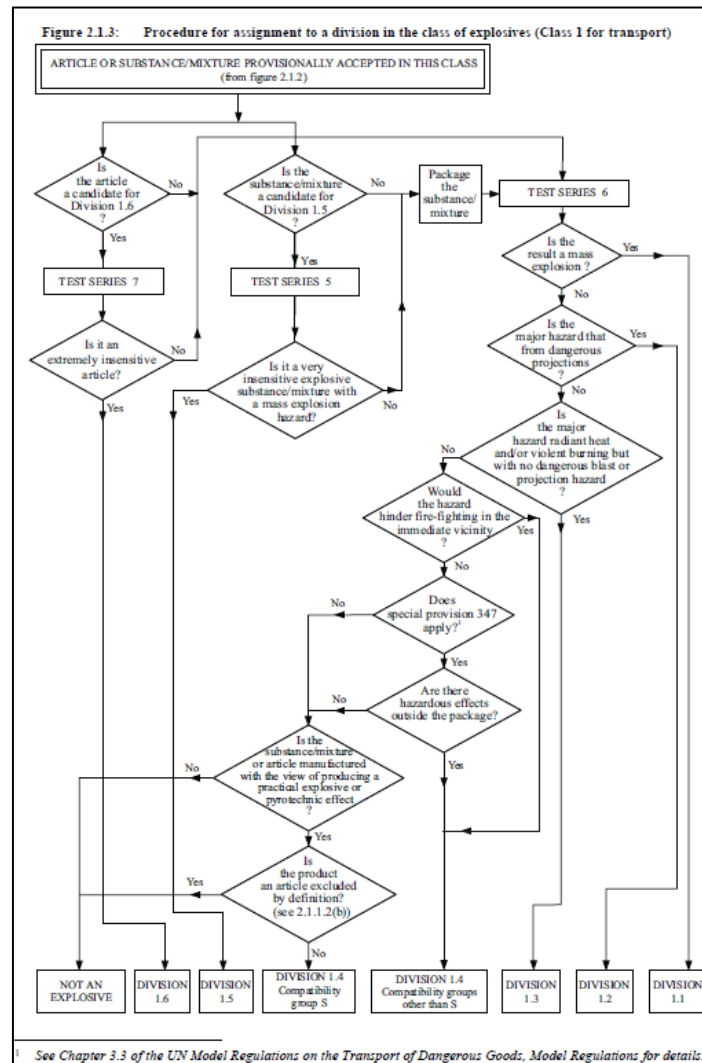 Figure 2.1.3: Procedure for assignment to a division in the class of explosives (Class 1 for transport)
ARTICLE OR SUBSTANCE/MIXTURE PROVISIONALLY ACCEPTED IN THIS CLASS
(from figure 2.1.2)
Is
the article
a candidate for
Division 1.6
?
No
Yes
Is the
substance/mixture
a candidate for
Division 1.5
?
No
Yes
Package
the
substance/
mixture
TEST SERIES 6
TEST SERIES 7
TEST SERIES 5
Is the
result a mass
explosion ?
Yes
No
Is it an
extremely insensitive
article?
No
Yes
Is it a very
insensitive explosive
substance/mixture with
a mass explosion
hazard?
Yes
No
Is the
major hazard that
from dangerous
projections
?
Yes
No
Is
the major
hazard radiant heat
and/or violent burning but
with no dangerous blast or
projection hazard
?
No
Yes
Would
the hazard
hinder fire-fighting in the
immediate vicinity
?
Yes
No
Does
special provision 347
apply?¹
No
Yes
Are there
hazardous effects
outside the package?
No
Yes
Is the
substance/mixture
or article manufactured
with the view of producing a
practical explosive or
pyrotechnic effect
?
No
Yes
Is
the product
an article excluded
by definition?
(see 2.1.1.2(b))
Yes
No
NOT AN
EXPLOSIVE
DIVISION
1.6
DIVISION
1.5
DIVISION 1.4
Compatibility
group S
DIVISION 1.4
Compatibility groups
other than S
DIVISION
1.3
DIVISION
1.2
DIVISION
1.1
¹ See Chapter 3.3 of the UN Model Regulations on the Transport of Dangerous Goods, Model Regulations for details.